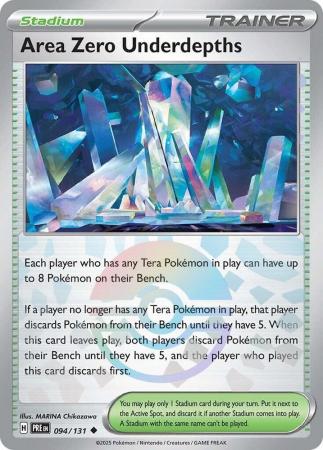 Stadium TRAINER
Area Zero Underdepths
Each player who has any Tera Pokémon in play can have up
to 8 Pokémon on their Bench.
If a player no longer has any Tera Pokémon in play, that player
discards Pokémon from their Bench until they have 5. When
this card leaves play, both players discard Pokémon from
their Bench until they have 5, and the player who played
this card discards first.
Illus. MARINA Chikazawa
H PRE EN 094/131 ◆
You may play only 1 Stadium card during your turn. Put it next to
the Active Spot, and discard it if another Stadium comes into play.
A Stadium with the same name can't be played.
©2025 Pokémon / Nintendo / Creatures / GAME FREAK